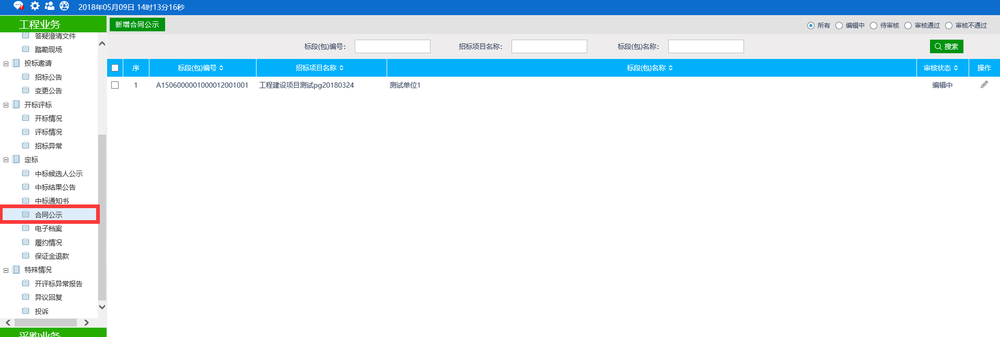 2018年05月09日 14时13分16秒
工程业务
答疑澄清文件
踏勘现场
投标邀请
招标公告
变更公告
开标评标
开标情况
评标情况
招标异常
定标
中标候选人公示
中标结果公告
中标通知书
合同公示
电子档案
履约情况
保证金退款
特殊情况
开评标异常报告
异议回复
投诉
采购业务
新增合同公示
所有 编辑中 待审核 审核通过 审核不通过
标段(包)编号: 招标项目名称: 标段(包)名称: 搜索
序 标段(包)编号 招标项目名称 标段(包)名称 审核状态 操作
1 A1506000001000012001001 工程建设项目测试pg20180324 测试单位1 编辑中